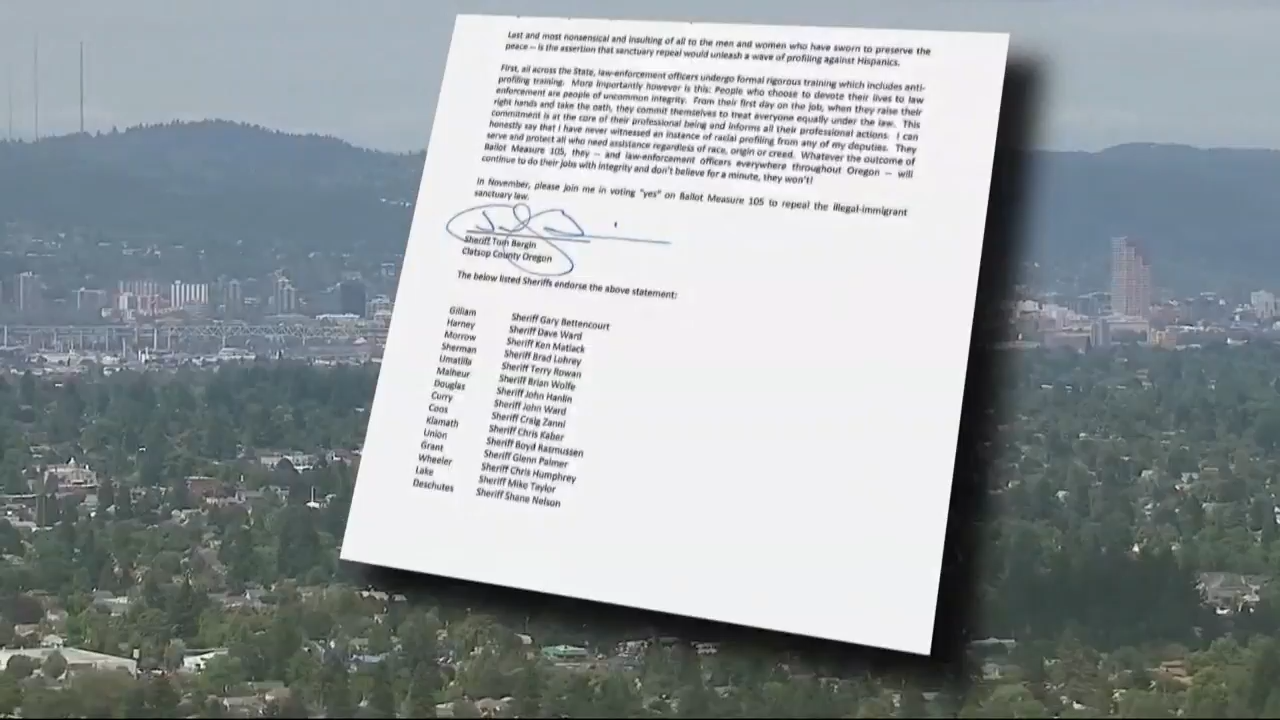 Last and most nonsensical and insulting of all to the men and women who have sworn to preserve the
peace -- is the assertion that sanctuary repeal would unleash a wave of profiling against Hispanics.
First, all across the State, law-enforcement officers undergo formal rigorous training which includes anti-
profiling training. More importantly however is this: People who choose to devote their lives to law
enforcement are people of uncommon integrity. From their first day on the job, when they raise their
right hands and take the oath, they commit themselves to treat everyone equally under the law. This
commitment is at the core of their professional being and informs all their professional actions. I can
honestly say that I have never witnessed an instance of racial profiling from any of my deputies. They
serve and protect all who need assistance regardless of race, origin or creed. Whatever the outcome of
Ballot Measure 105, they -- and law-enforcement officers everywhere throughout Oregon -- will
continue to do their jobs with integrity and don't believe for a minute, they won't!
In November, please join me in voting "yes" on Ballot Measure 105 to repeal the illegal-immigrant
sanctuary law.
Sheriff Tom Bergin
Clatsop County Oregon
The below listed Sheriffs endorse the above statement:
Gilliam Sheriff Gary Bettencourt
Harney Sheriff Dave Ward
Morrow Sheriff Ken Matlack
Sherman Sheriff Brad Lohrey
Umatilla Sheriff Terry Rowan
Malheur Sheriff Brian Wolfe
Douglas Sheriff John Hanlin
Curry Sheriff John Ward
Coos Sheriff Craig Zanni
Klamath Sheriff Chris Kaber
Union Sheriff Boyd Rasmussen
Grant Sheriff Glenn Palmer
Wheeler Sheriff Chris Humphrey
Lake Sheriff Mike Taylor
Deschutes Sheriff Shane Nelson